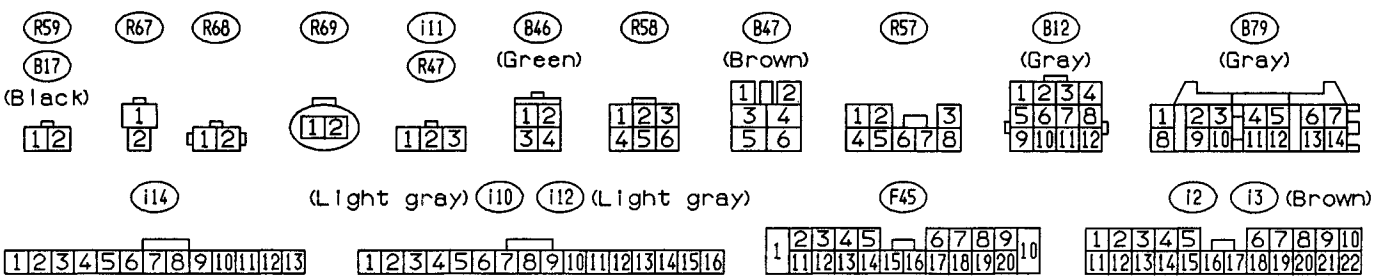 R59 R67 R68 R69 i11 B46 R58 B47 R57 B12 B79
B17 R47 (Green) (Brown) (Gray) (Gray)
(Black)
1 2
1
2
1 2
1 2
1 2 3
1 2
3 4
1 2 3
4 5 6
1 2
3 4
5 6
1 2 3
4 5 6 7 8
1 2 3 4
5 6 7 8
9 10 11 12
1 2 3 4 5 6 7
8 9 10 11 12 13 14
i14 (Light gray) i10 i12 (Light gray) F45 i2 i3 (Brown)
1 2 3 4 5 6 7 8 9 10 11 12 13
1 2 3 4 5 6 7 8 9 10 11 12 13 14 15 16
1 2 3 4 5 6 7 8 9 10
11 12 13 14 15 16 17 18 19 20
1 2 3 4 5 6 7 8 9 10
11 12 13 14 15 16 17 18 19 20 21 22